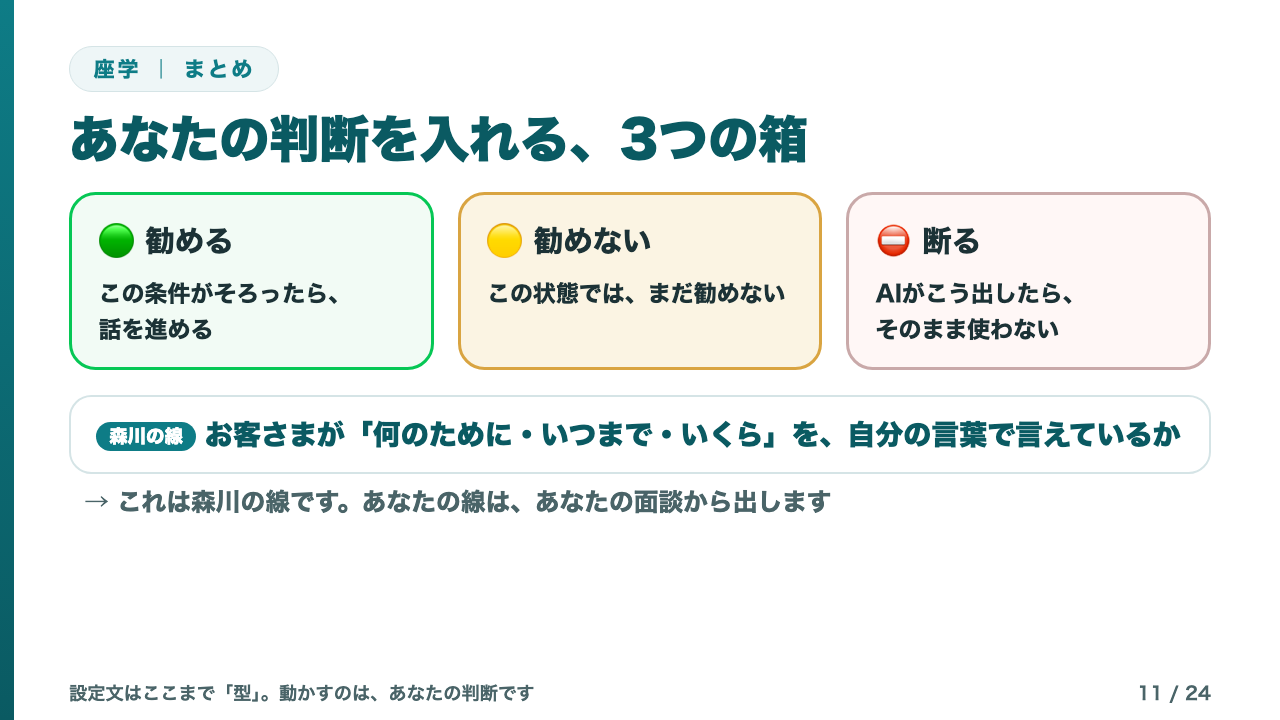 座学 ｜ まとめ
あなたの判断を入れる、3つの箱
勧める
この条件がそろったら、
話を進める
勧めない
この状態では、まだ勧めない
断る
AIがこう出したら、
そのまま使わない
森川の線 お客さまが「何のために・いつまで・いくら」を、自分の言葉で言えているか
→ これは森川の線です。あなたの線は、あなたの面談から出します
設定文はここまで「型」。動かすのは、あなたの判断です
11 / 24